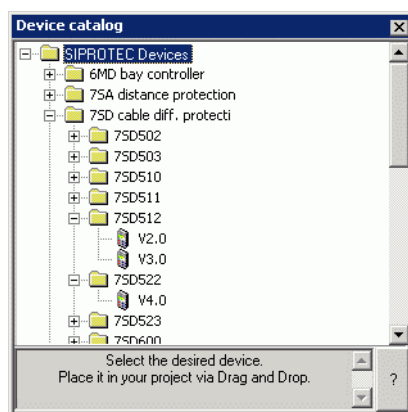 Device catalog
SIPROTEC Devices
6MD bay controller
7SA distance protection
7SD cable diff. protecti
7SD502
7SD503
7SD510
7SD511
7SD512
V2.0
V3.0
7SD522
V4.0
7SD523
7SD600
Select the desired device.
Place it in your project via Drag and Drop.
?